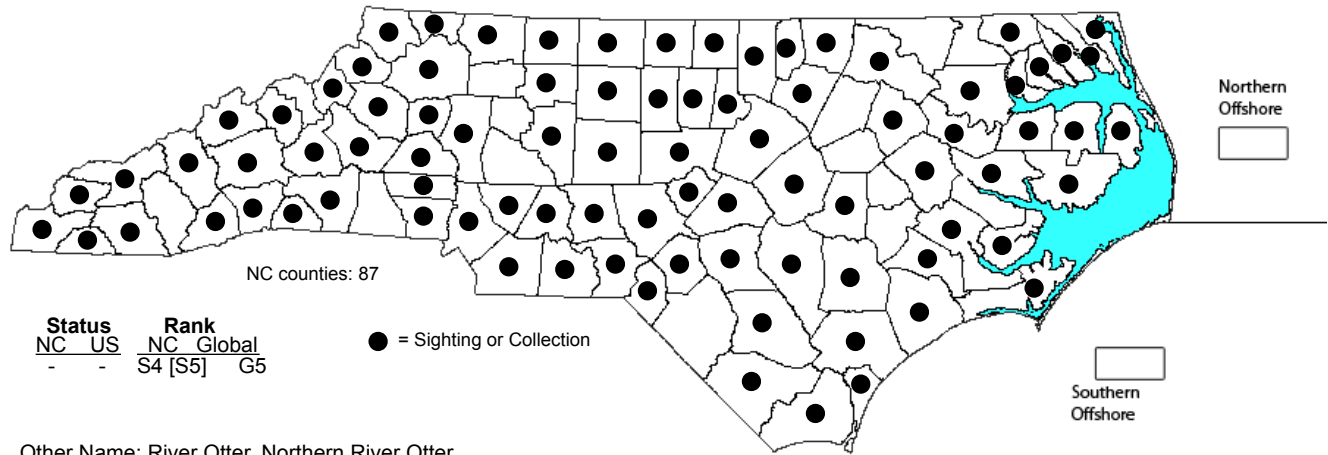 Northern
Offshore
NC counties: 87
Status Rank
NC US NC Global
- - S4 [S5] G5
= Sighting or Collection
Southern
Offshore
Other Name: River Otter, Northern River Otter